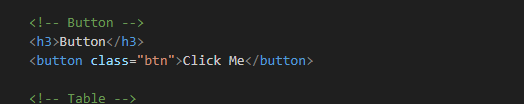 <!-- Button -->
<h3>Button</h3>
<button class="btn">Click Me</button>
<!-- Table -->